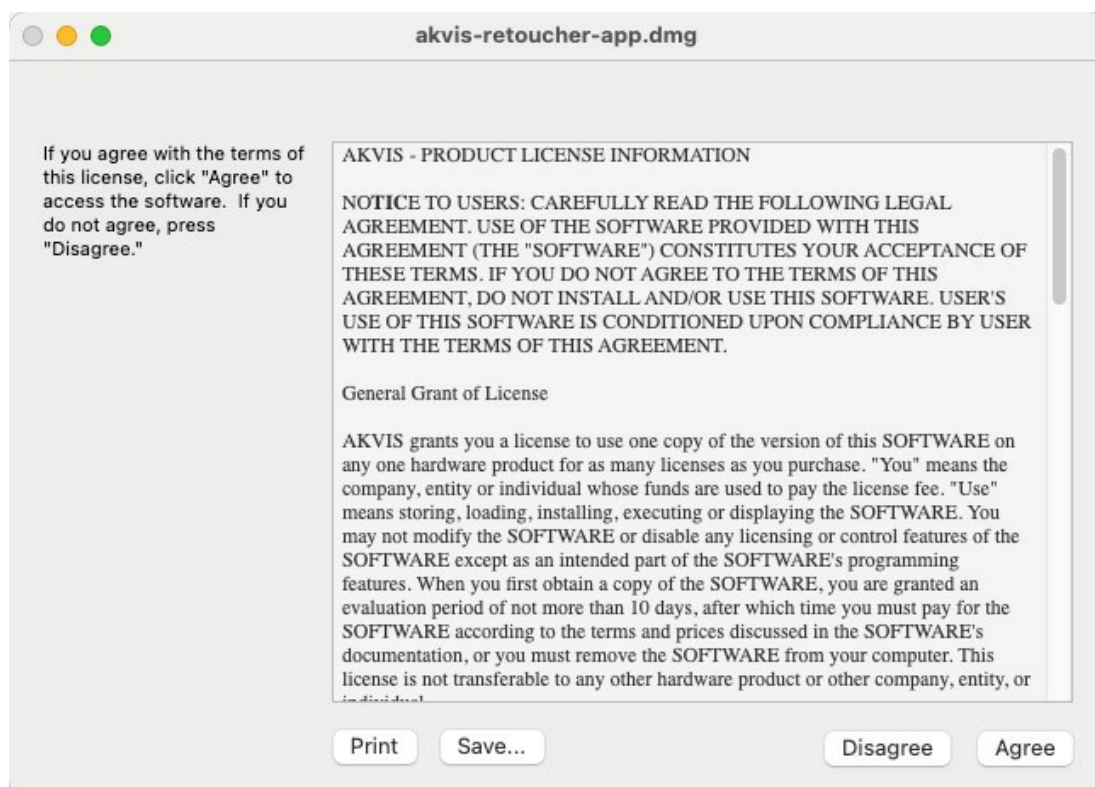 akvis-retoucher-app.dmg
If you agree with the terms of
this license, click "Agree" to
access the software.  If you
do not agree, press
"Disagree."
AKVIS - PRODUCT LICENSE INFORMATION
NOTICE TO USERS: CAREFULLY READ THE FOLLOWING LEGAL
AGREEMENT. USE OF THE SOFTWARE PROVIDED WITH THIS
AGREEMENT (THE "SOFTWARE") CONSTITUTES YOUR ACCEPTANCE OF
THESE TERMS. IF YOU DO NOT AGREE TO THE TERMS OF THIS
AGREEMENT, DO NOT INSTALL AND/OR USE THIS SOFTWARE. USER'S
USE OF THIS SOFTWARE IS CONDITIONED UPON COMPLIANCE BY USER
WITH THE TERMS OF THIS AGREEMENT.
General Grant of License
AKVIS grants you a license to use one copy of the version of this SOFTWARE on
any one hardware product for as many licenses as you purchase. "You" means the
company, entity or individual whose funds are used to pay the license fee. "Use"
means storing, loading, installing, executing or displaying the SOFTWARE. You
may not modify the SOFTWARE or disable any licensing or control features of the
SOFTWARE except as an intended part of the SOFTWARE's programming
features. When you first obtain a copy of the SOFTWARE, you are granted an
evaluation period of not more than 10 days, after which time you must pay for the
SOFTWARE according to the terms and prices discussed in the SOFTWARE's
documentation, or you must remove the SOFTWARE from your computer. This
license is not transferable to any other hardware product or other company, entity, or
Print
Save...
Disagree
Agree